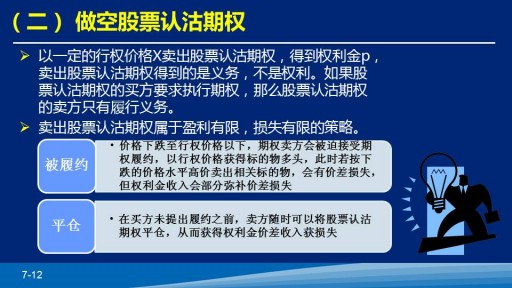 （二）做空股票认沽期权
➢ 以一定的行权价格X卖出股票认沽期权，得到权利金p，
卖出股票认沽期权得到的是义务，不是权利。如果股
票认沽期权的买方要求执行期权，那么股票认沽期权
的卖方只有履行义务。
➢ 卖出股票认沽期权属于盈利有限，损失有限的策略。
被履约
• 价格下跌至行权价格以下，期权卖方会被迫接受期
权履约，以行权价格获得标的物多头，此时若按下
跌的价格水平高价卖出相关标的物，会有价差损失，
但权利金收入会部分弥补价差损失
平仓
• 在买方未提出履约之前，卖方随时可以将股票认沽
期权平仓，从而获得权利金价差收入获损失
7-12